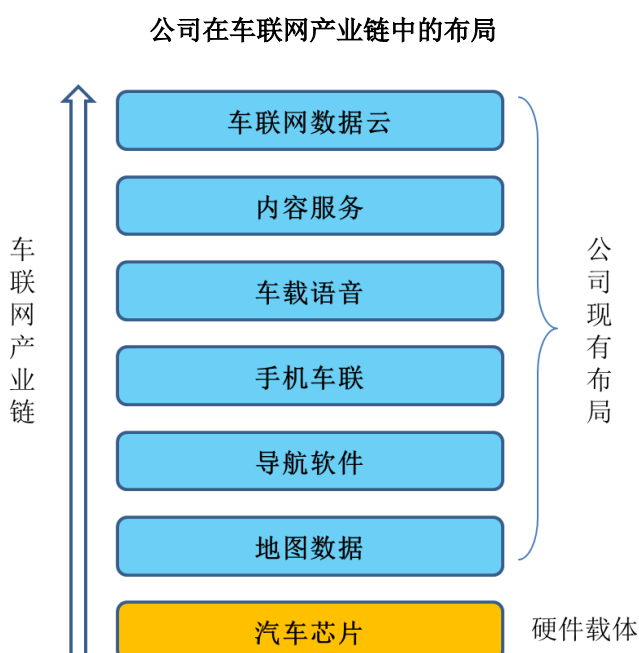 公司在车联网产业链中的布局
车联网数据云
内容服务
车载语音
手机车联
导航软件
地图数据
汽车芯片
车联网产业链
公司现有布局
硬件载体